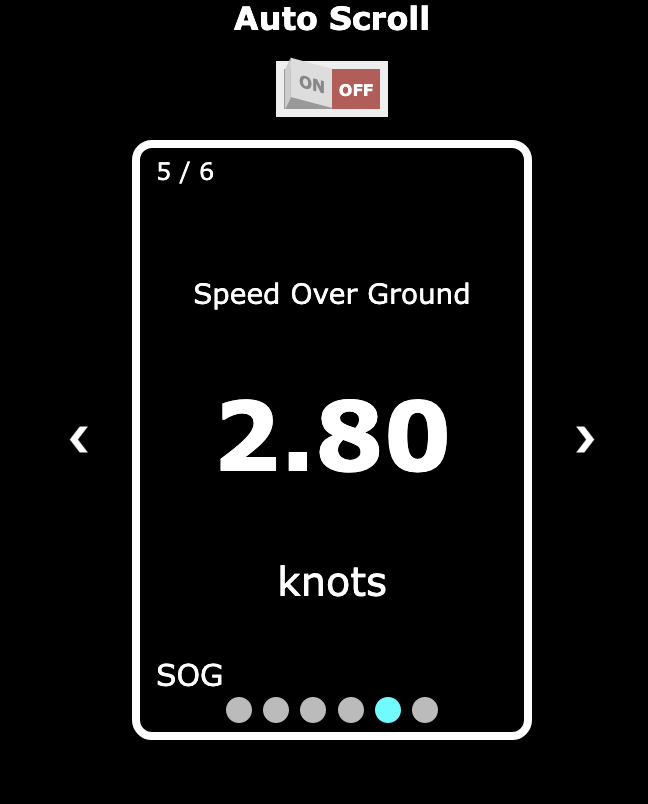 Auto Scroll
ON OFF
5 / 6
Speed Over Ground
❮ 2.80 ❯
knots
SOG